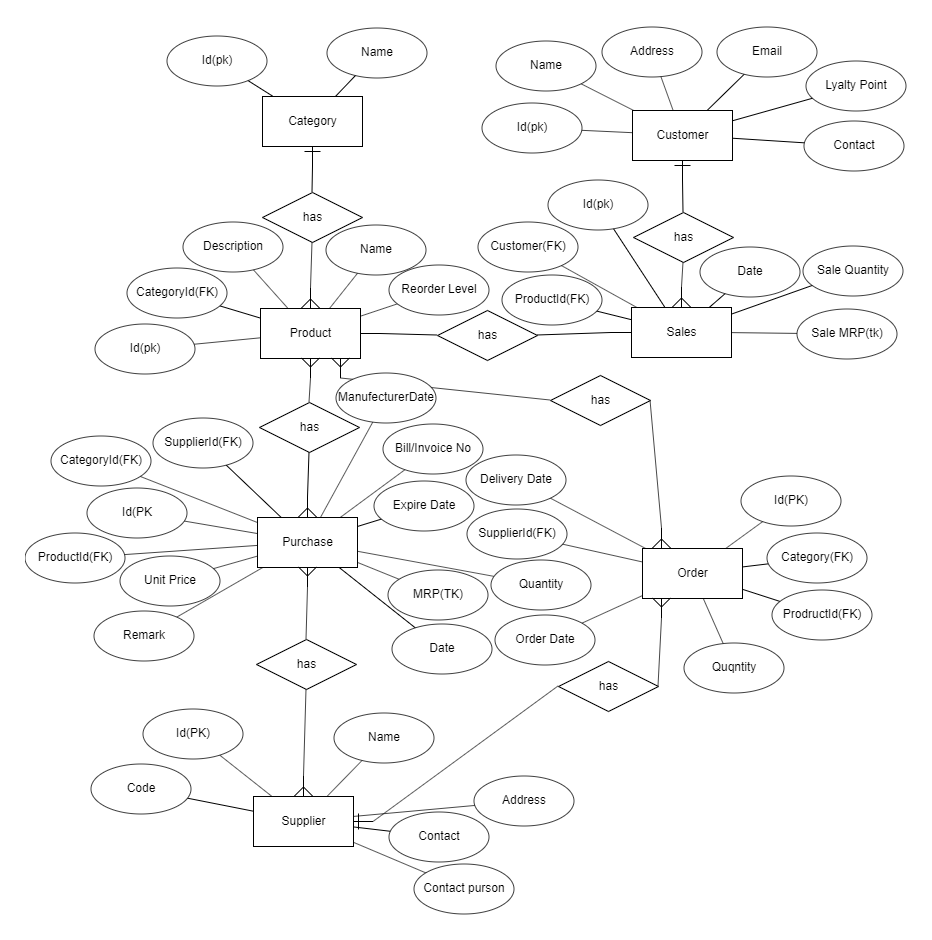 Name
Id(pk)
Category
Name
Address
Email
Lyalty Point
Id(pk)
Customer
Contact
has
Id(pk)
has
Description
Name
Customer(FK)
Date
Sale Quantity
CategoryId(FK)
Reorder Level
ProductId(FK)
Id(pk)
Product
has
Sales
Sale MRP(tk)
ManufacturerDate
has
has
SupplierId(FK)
Bill/Invoice No
CategoryId(FK)
Delivery Date
Id(PK
Expire Date
Id(PK)
SupplierId(FK)
Purchase
ProductId(FK)
Category(FK)
Unit Price
MRP(TK)
Quantity
Order
ProdructId(FK)
Remark
Date
Order Date
has
Quqntity
has
Id(PK)
Name
Code
Address
Supplier
Contact
Contact purson